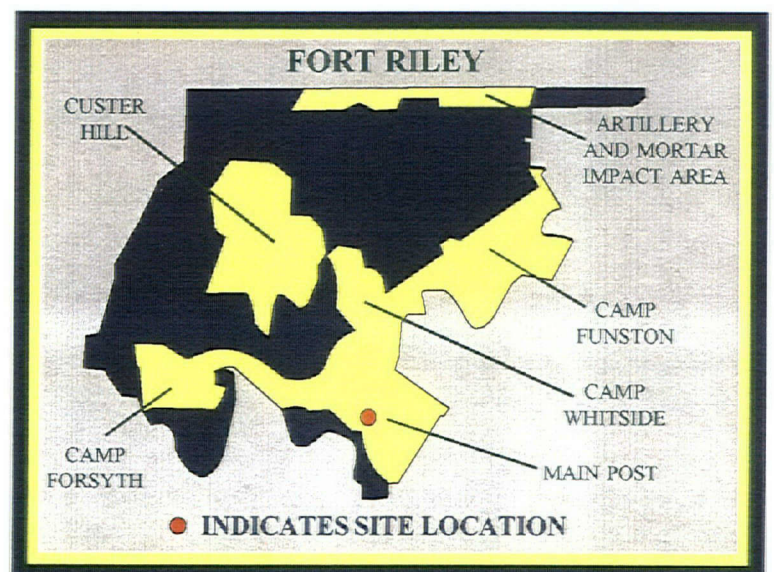 FORT RILEY
CUSTER
HILL
ARTILLERY
AND MORTAR
IMPACT AREA
CAMP
FUNSTON
CAMP
WHITSIDE
CAMP
FORSYTH
MAIN POST
INDICATES SITE LOCATION